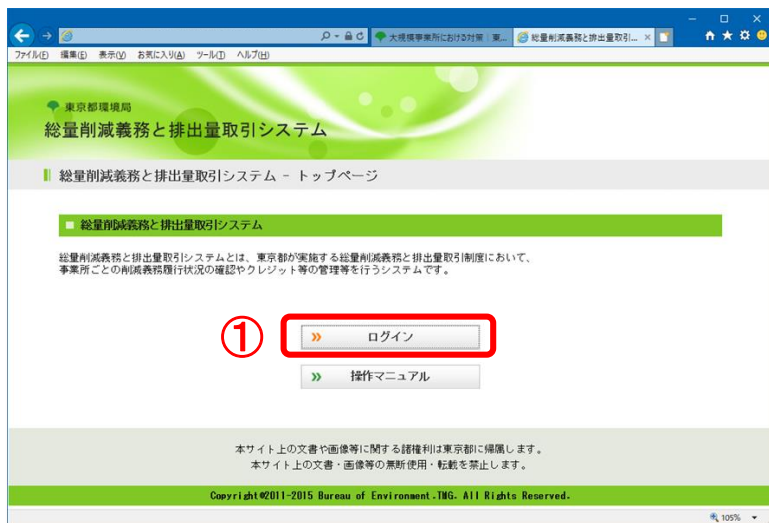 大規模事業所における対策｜東...
総量削減義務と排出量取引...
ファイル(F) 編集(E) 表示(V) お気に入り(A) ツール(T) ヘルプ(H)
東京都環境局
総量削減義務と排出量取引システム
総量削減義務と排出量取引システム - トップページ
総量削減義務と排出量取引システム
総量削減義務と排出量取引システムとは、東京都が実施する総量削減義務と排出量取引制度において、
事業所ごとの削減義務履行状況の確認やクレジット等の管理等を行うシステムです。
① ログイン
操作マニュアル
本サイト上の文書や画像等に関する諸権利は東京都に帰属します。
本サイト上の文書・画像等の無断使用・転載を禁止します。
Copyright©2011-2015 Bureau of Environment.TMG. All Rights Reserved.
105%